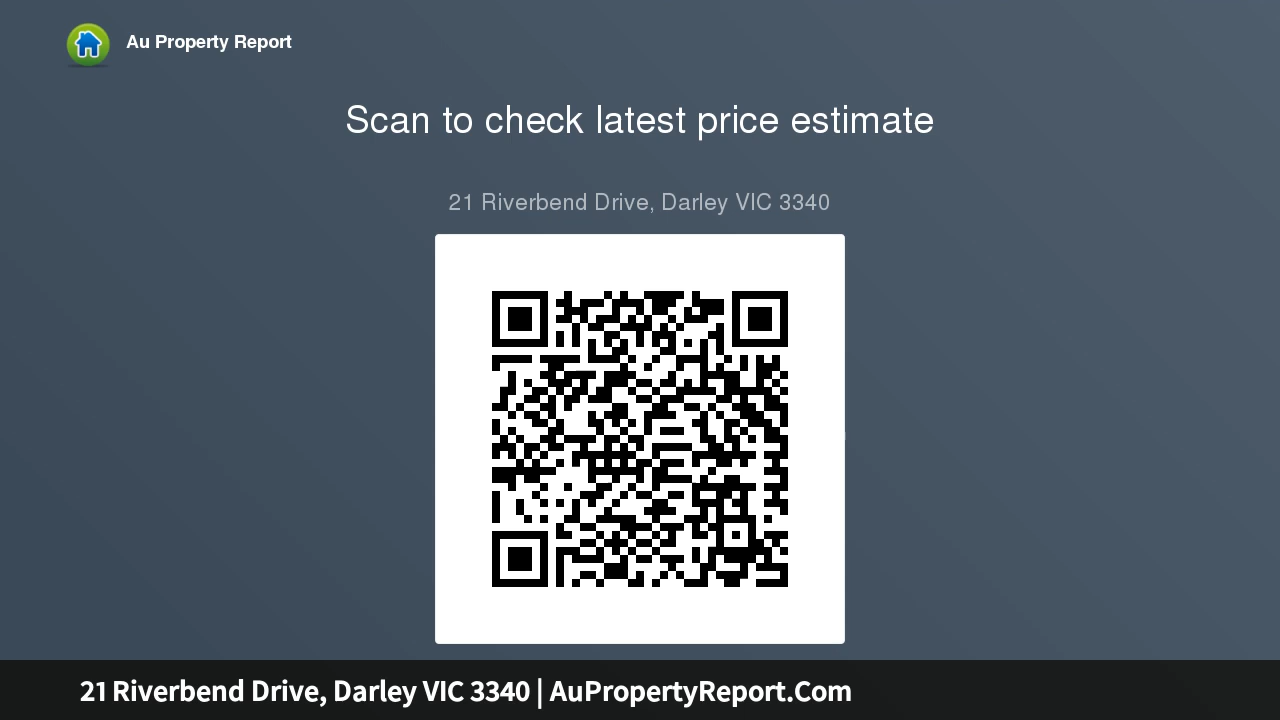 Au Property Report
Scan to check latest price estimate
21 Riverbend Drive, Darley VIC 3340
21 Riverbend Drive, Darley VIC 3340 | AuPropertyReport.Com